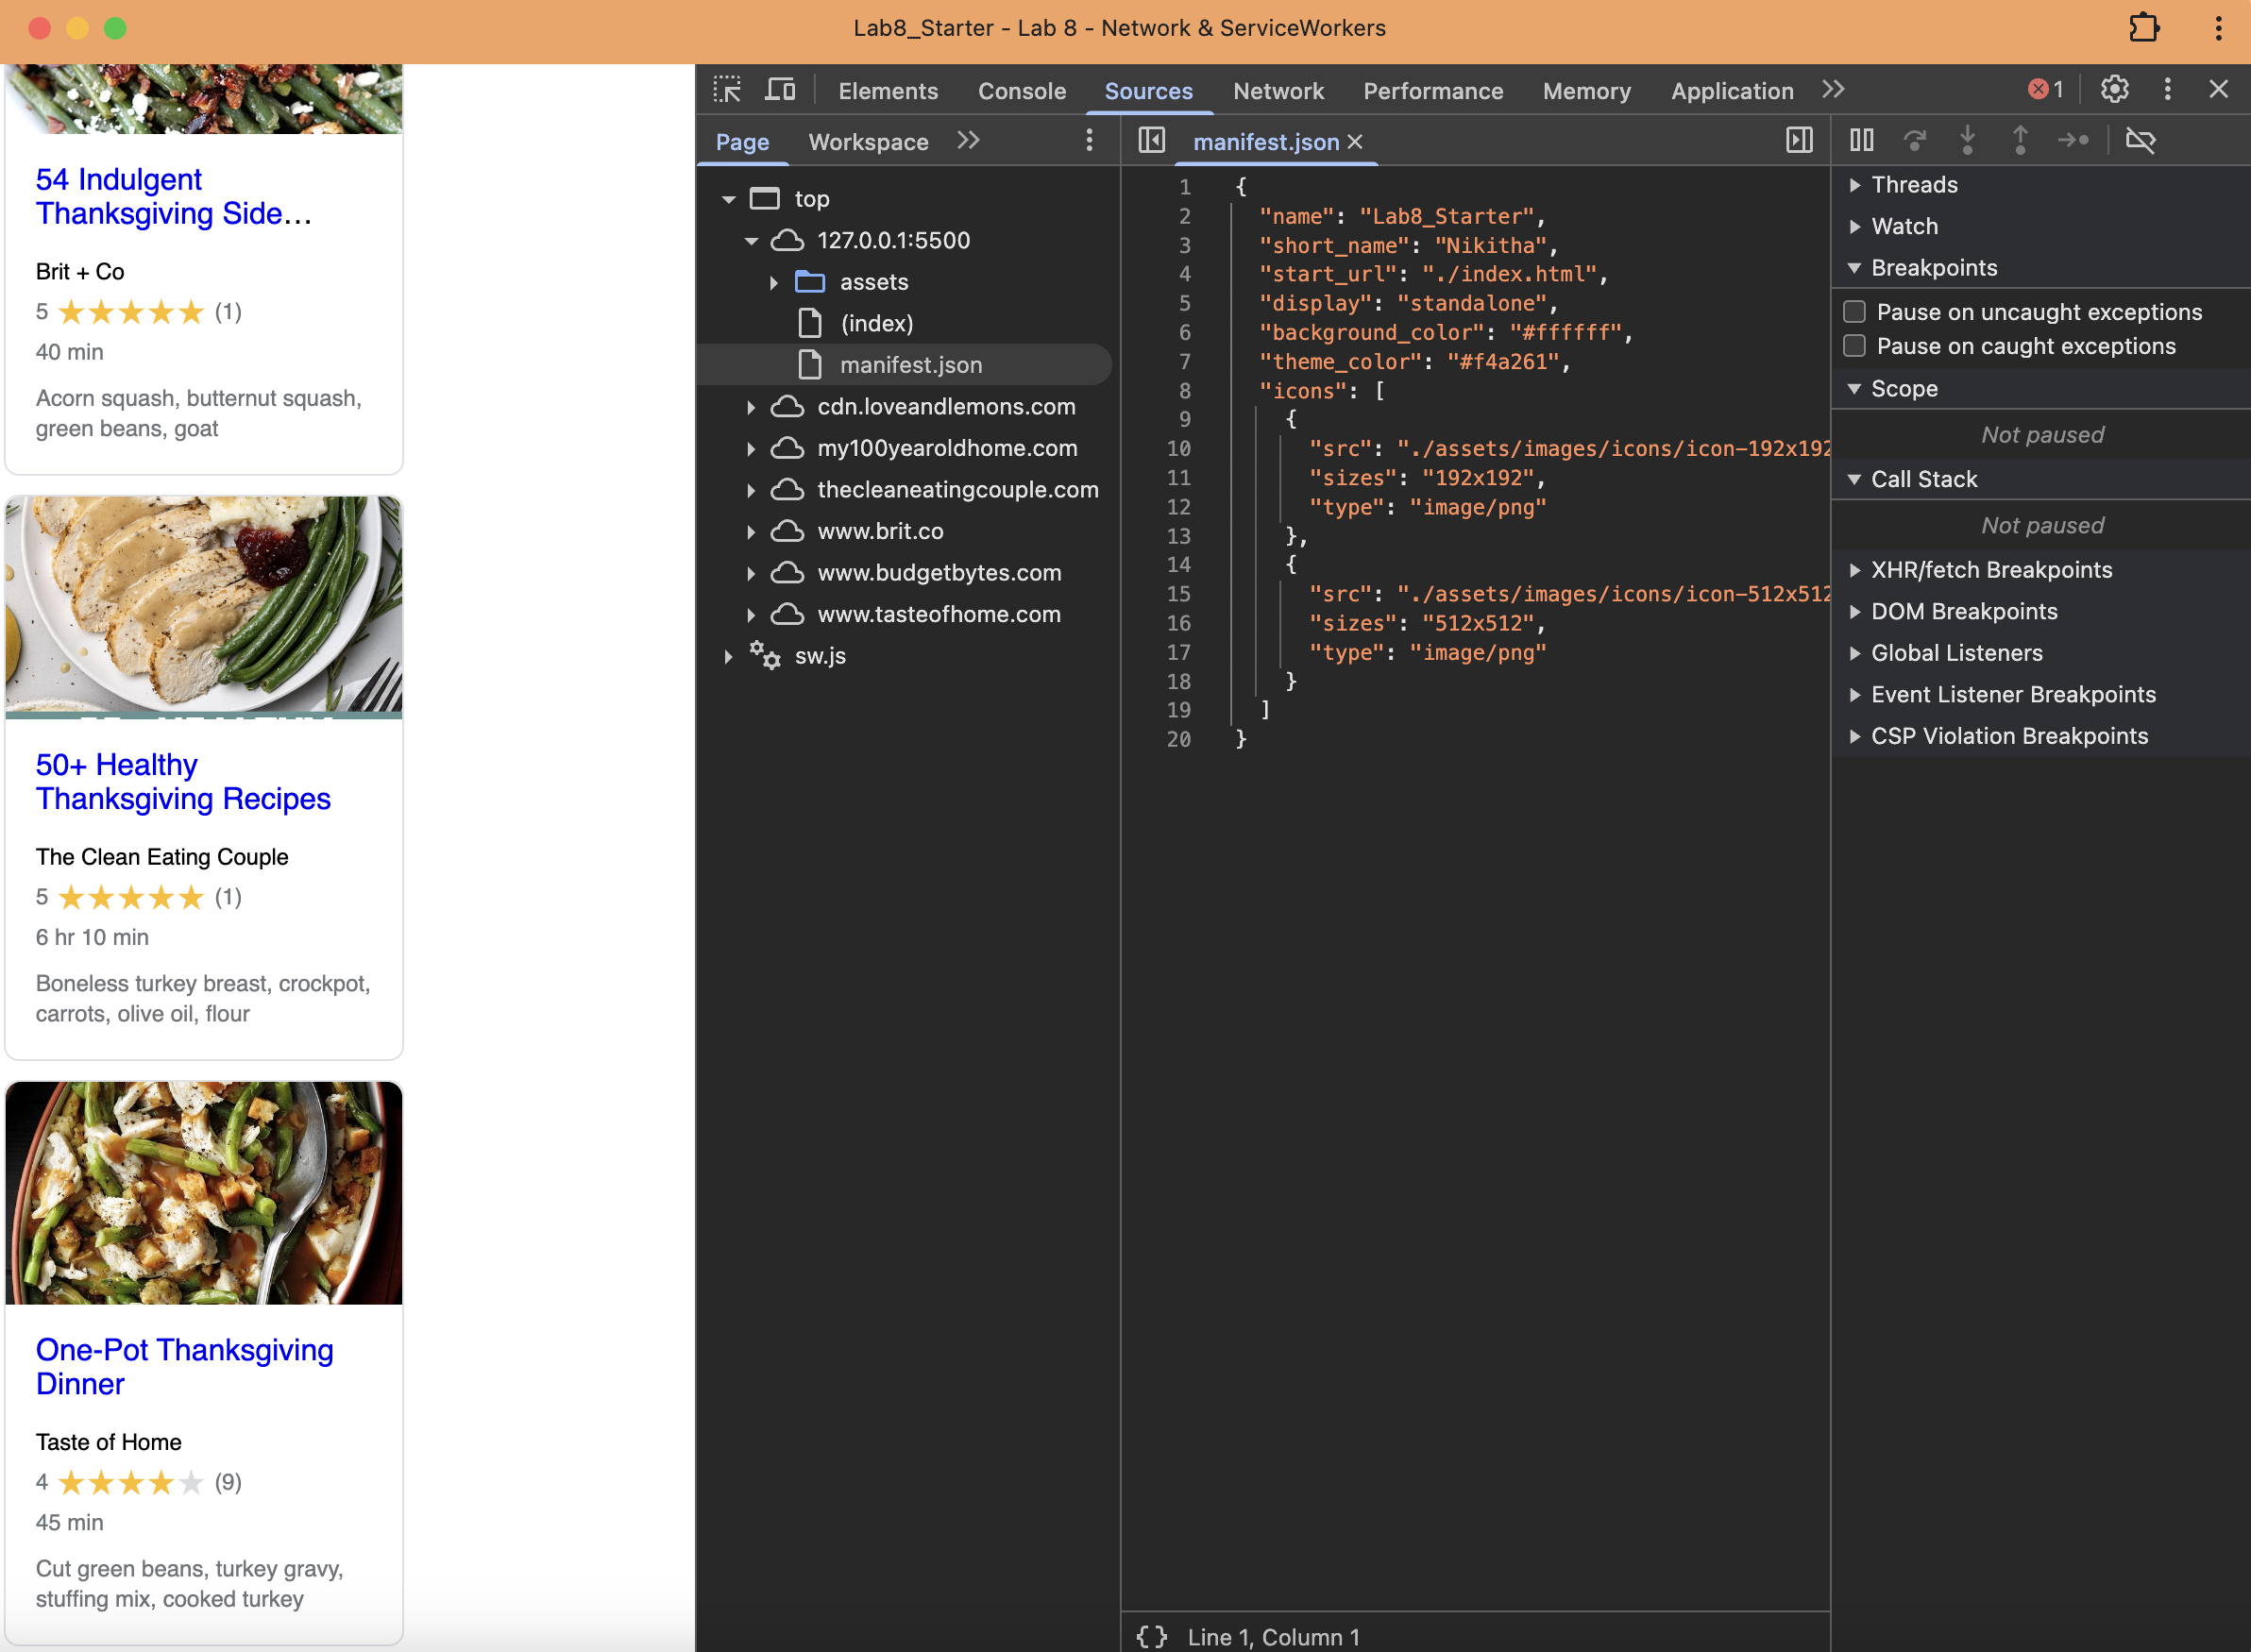 Lab8_Starter - Lab 8 - Network & ServiceWorkers
54 Indulgent
Thanksgiving Side…
Brit + Co
5 (1)
40 min
Acorn squash, butternut squash,
green beans, goat
50+ Healthy
Thanksgiving Recipes
The Clean Eating Couple
5 (1)
6 hr 10 min
Boneless turkey breast, crockpot,
carrots, olive oil, flour
One-Pot Thanksgiving
Dinner
Taste of Home
4 (9)
45 min
Cut green beans, turkey gravy,
stuffing mix, cooked turkey
Elements Console Sources Network Performance Memory Application 1
Page Workspace
top
127.0.0.1:5500
assets
(index)
manifest.json
cdn.loveandlemons.com
my100yearoldhome.com
thecleaneatingcouple.com
www.brit.co
www.budgetbytes.com
www.tasteofhome.com
sw.js
manifest.json
1 {
2 "name": "Lab8_Starter",
3 "short_name": "Nikitha",
4 "start_url": "./index.html",
5 "display": "standalone",
6 "background_color": "#ffffff",
7 "theme_color": "#f4a261",
8 "icons": [
9 {
10 "src": "./assets/images/icons/icon-192x192
11 "sizes": "192x192",
12 "type": "image/png"
13 },
14 {
15 "src": "./assets/images/icons/icon-512x512
16 "sizes": "512x512",
17 "type": "image/png"
18 }
19 ]
20 }
{} Line 1, Column 1
Threads
Watch
Breakpoints
Pause on uncaught exceptions
Pause on caught exceptions
Scope
Not paused
Call Stack
Not paused
XHR/fetch Breakpoints
DOM Breakpoints
Global Listeners
Event Listener Breakpoints
CSP Violation Breakpoints